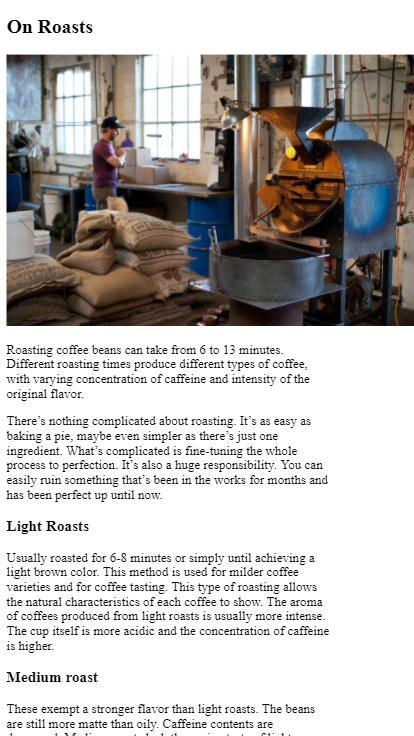 On Roasts
Roasting coffee beans can take from 6 to 13 minutes.
Different roasting times produce different types of coffee,
with varying concentration of caffeine and intensity of the
original flavor.
There’s nothing complicated about roasting. It’s as easy as
baking a pie, maybe even simpler as there’s just one
ingredient. What’s complicated is fine-tuning the whole
process to perfection. It’s also a huge responsibility. You can
easily ruin something that’s been in the works for months and
has been perfect up until now.
Light Roasts
Usually roasted for 6-8 minutes or simply until achieving a
light brown color. This method is used for milder coffee
varieties and for coffee tasting. This type of roasting allows
the natural characteristics of each coffee to show. The aroma
of coffees produced from light roasts is usually more intense.
The cup itself is more acidic and the concentration of caffeine
is higher.
Medium roast
These exempt a stronger flavor than light roasts. The beans
are still more matte than oily. Caffeine contents are